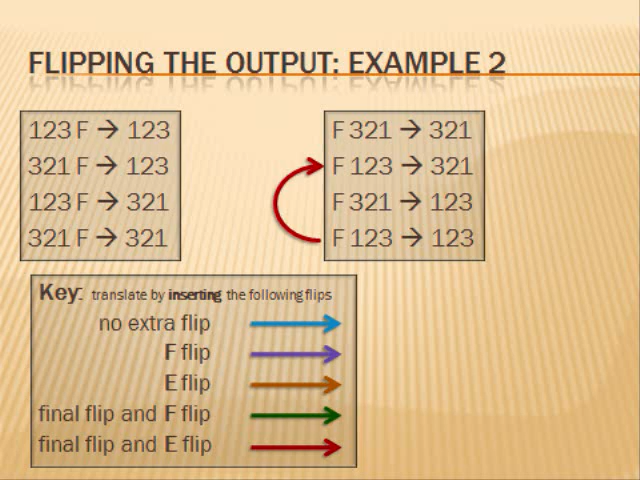 FLIPPING THE OUTPUT: EXAMPLE 2
123 F → 123
321 F → 123
123 F → 321
321 F → 321
F 321 → 321
F 123 → 321
F 321 → 123
F 123 → 123
Key: translate by inserting the following flips
no extra flip
F flip
E flip
final flip and F flip
final flip and E flip